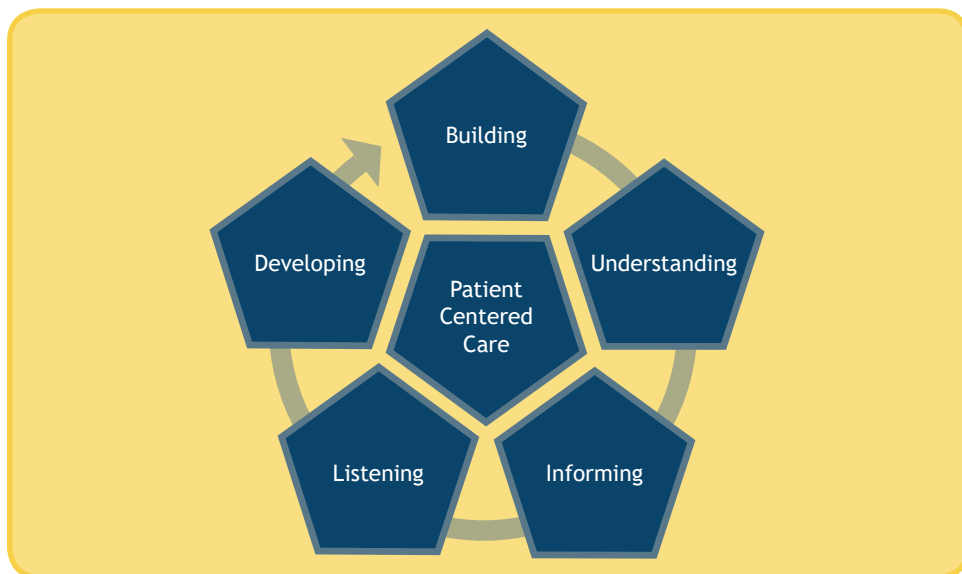 Building
Understanding
Informing
Listening
Developing
Patient
Centered
Care